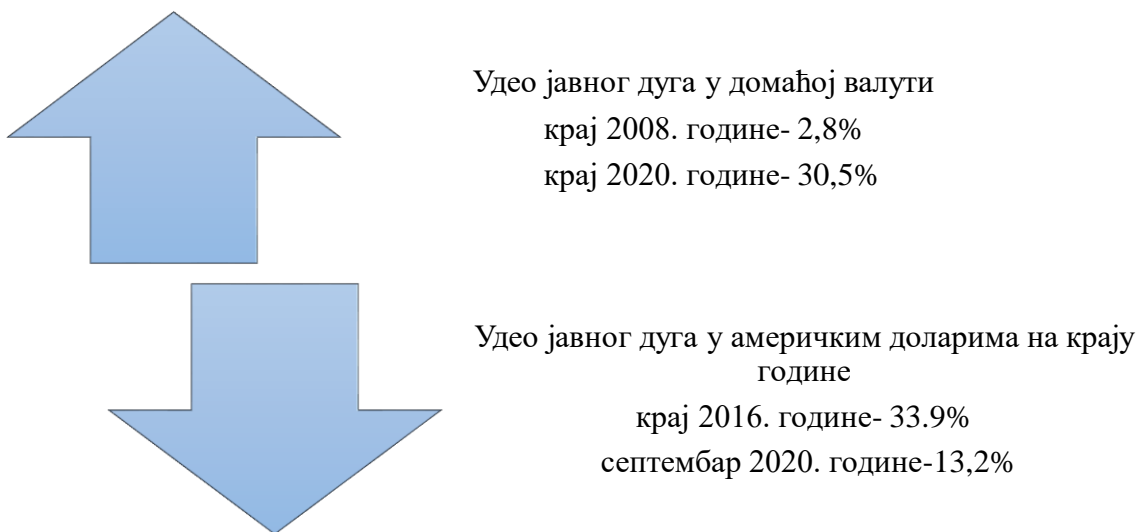 Удео јавног дуга у домаћој валути
крај 2008. године- 2,8%
крај 2020. године- 30,5%
Удео јавног дуга у америчким доларима на крају
године
крај 2016. године- 33.9%
септембар 2020. године-13,2%